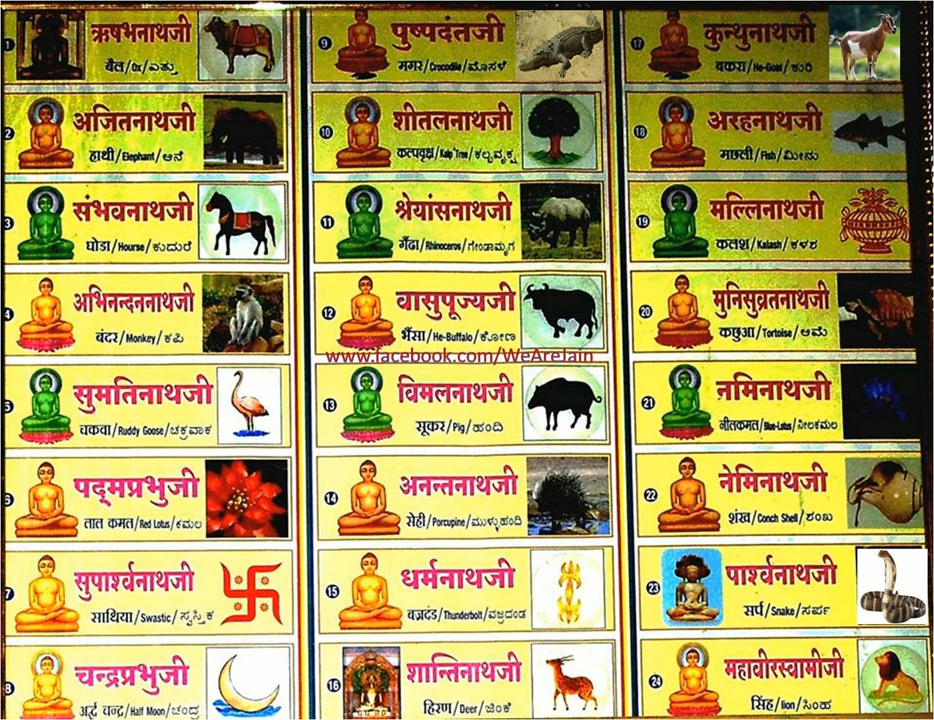 1 ऋषभनाथजी
बैल/Ox/ಎತ್ತು
2 अजितनाथजी
हाथी/Elephant/ಆನೆ
3 संभवनाथजी
घोडा/Hourse/ಕುದುರೆ
4 अभिनन्दननाथजी
बंदर/Monkey/ಕಪಿ
5 सुमतिनाथजी
चकवा/Ruddy Goose/ಚಕ್ರವಾಕ
6 पद्मप्रभुजी
लाल कमल/Red Lotus/ಕಮಲ
7 सुपार्श्वनाथजी
साथिया/Swastic/ಸ್ವಸ್ತಿಕ
8 चन्द्रप्रभुजी
अर्द्ध चन्द्र/Half Moon/ಚಂದ್ರ
9 पुष्पदंतजी
मगर/Crocodile/ಮೊಸಳೆ
10 शीतलनाथजी
कल्पवृक्ष/Kalp Tree/ಕಲ್ಪವೃಕ್ಷ
11 श्रेयांसनाथजी
गैंढा/Rhinoceros/ಗೇಂಡಾಮೃಗ
12 वासुपूज्यजी
भैंसा/He-Buffalo/ಕೋಣ
www.facebook.com/WeAreJain
13 विमलनाथजी
सूकर/Pig/ಹಂದಿ
14 अनन्तनाथजी
सेही/Porcupine/ಮುಳ್ಳುಹಂದಿ
15 धर्मनाथजी
वज्रदंड/Thunderbolt/ವಜ್ರದಂಡ
16 शान्तिनाथजी
हिरण/Deer/ಜಿಂಕೆ
17 कुन्थुनाथजी
बकरा/He-Goat/ಕುರಿ
18 अरहनाथजी
मछली/Fish/ಮೀನು
19 मल्लिनाथजी
कलश/Kalash/ಕಳಶ
20 मुनिसुव्रतनाथजी
कछुआ/Tortoise/ಆಮೆ
21 नमिनाथजी
नीलकमल/Blue-Lotus/ನೀಲಕಮಲ
22 नेमिनाथजी
शंख/Conch Shell/ಶಂಖ
23 पार्श्वनाथजी
सर्प/Snake/ಸರ್ಪ
24 महावीरस्वामीजी
सिंह/lion/ಸಿಂಹ